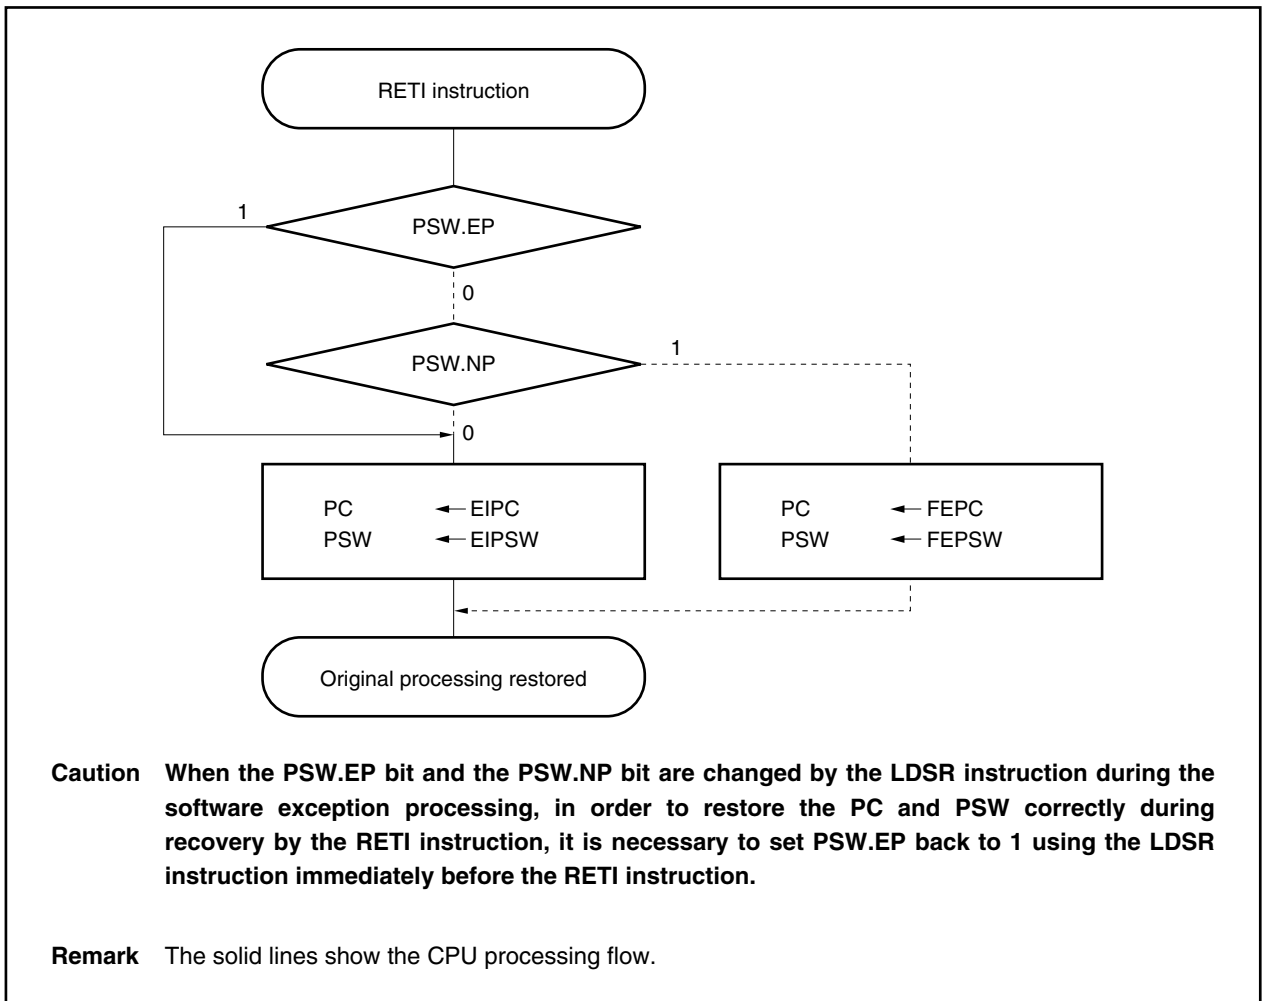 RETI instruction
1
PSW.EP
0
PSW.NP
1
0
PC ← EIPC
PSW ← EIPSW
PC ← FEPC
PSW ← FEPSW
Original processing restored
Caution When the PSW.EP bit and the PSW.NP bit are changed by the LDSR instruction during the
software exception processing, in order to restore the PC and PSW correctly during
recovery by the RETI instruction, it is necessary to set PSW.EP back to 1 using the LDSR
instruction immediately before the RETI instruction.
Remark The solid lines show the CPU processing flow.